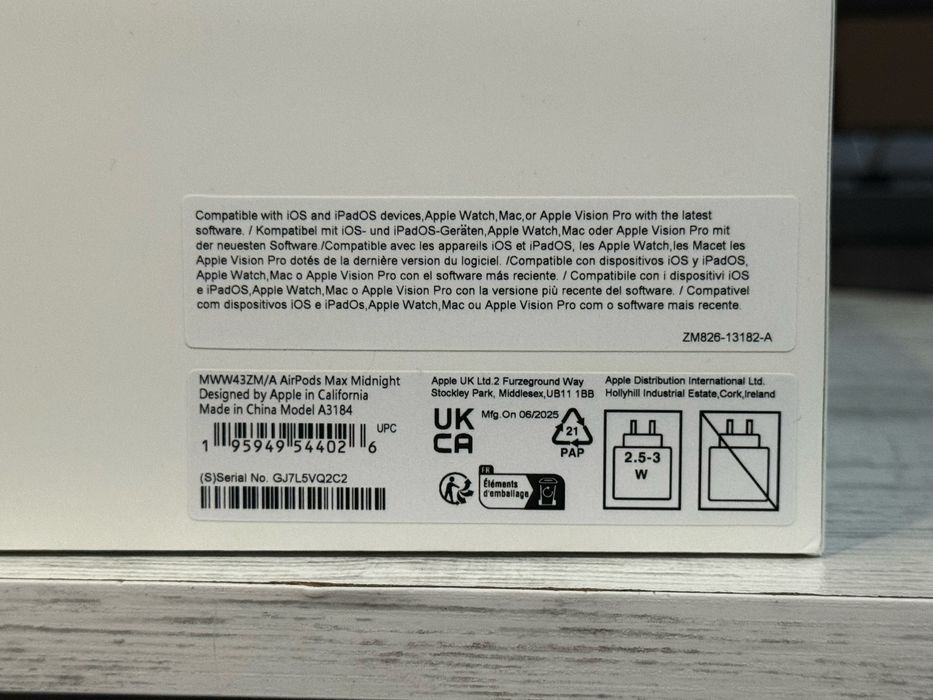 Compatible with iOS and iPadOS devices,Apple Watch,Mac,or Apple Vision Pro with the latest
software. / Kompatibel mit iOS- und iPadOS-Geräten,Apple Watch,Mac oder Apple Vision Pro mit
der neuesten Software./Compatible avec les appareils iOS et iPadOS, les Apple Watch,les Macet les
Apple Vision Pro dotés de la dernière version du logiciel. /Compatible con dispositivos iOS y iPadOS,
Apple Watch,Mac o Apple Vision Pro con el software más reciente. / Compatibile con i dispositivi iOS
e iPadOS,Apple Watch,Mac o Apple Vision Pro con la versione più recente del software. / Compativel
com dispositivos iOS e iPadOs,Apple Watch,Mac ou Apple Vision Pro com o software mais recente.
ZM826-13182-A
MWW43ZM/A AirPods Max Midnight
Designed by Apple in California
Made in China Model A3184
UPC
1 95949 54402 6
(S)Serial No. GJ7L5VQ2C2
Apple UK Ltd.2 Furzeground Way
Stockley Park, Middlesex,UB11 1BB
UK
CA
Mfg.On 06/2025
21
PAP
FR
Éléments
d'emballage
Apple Distribution International Ltd.
Hollyhill Industrial Estate,Cork,Ireland
2.5-3
W